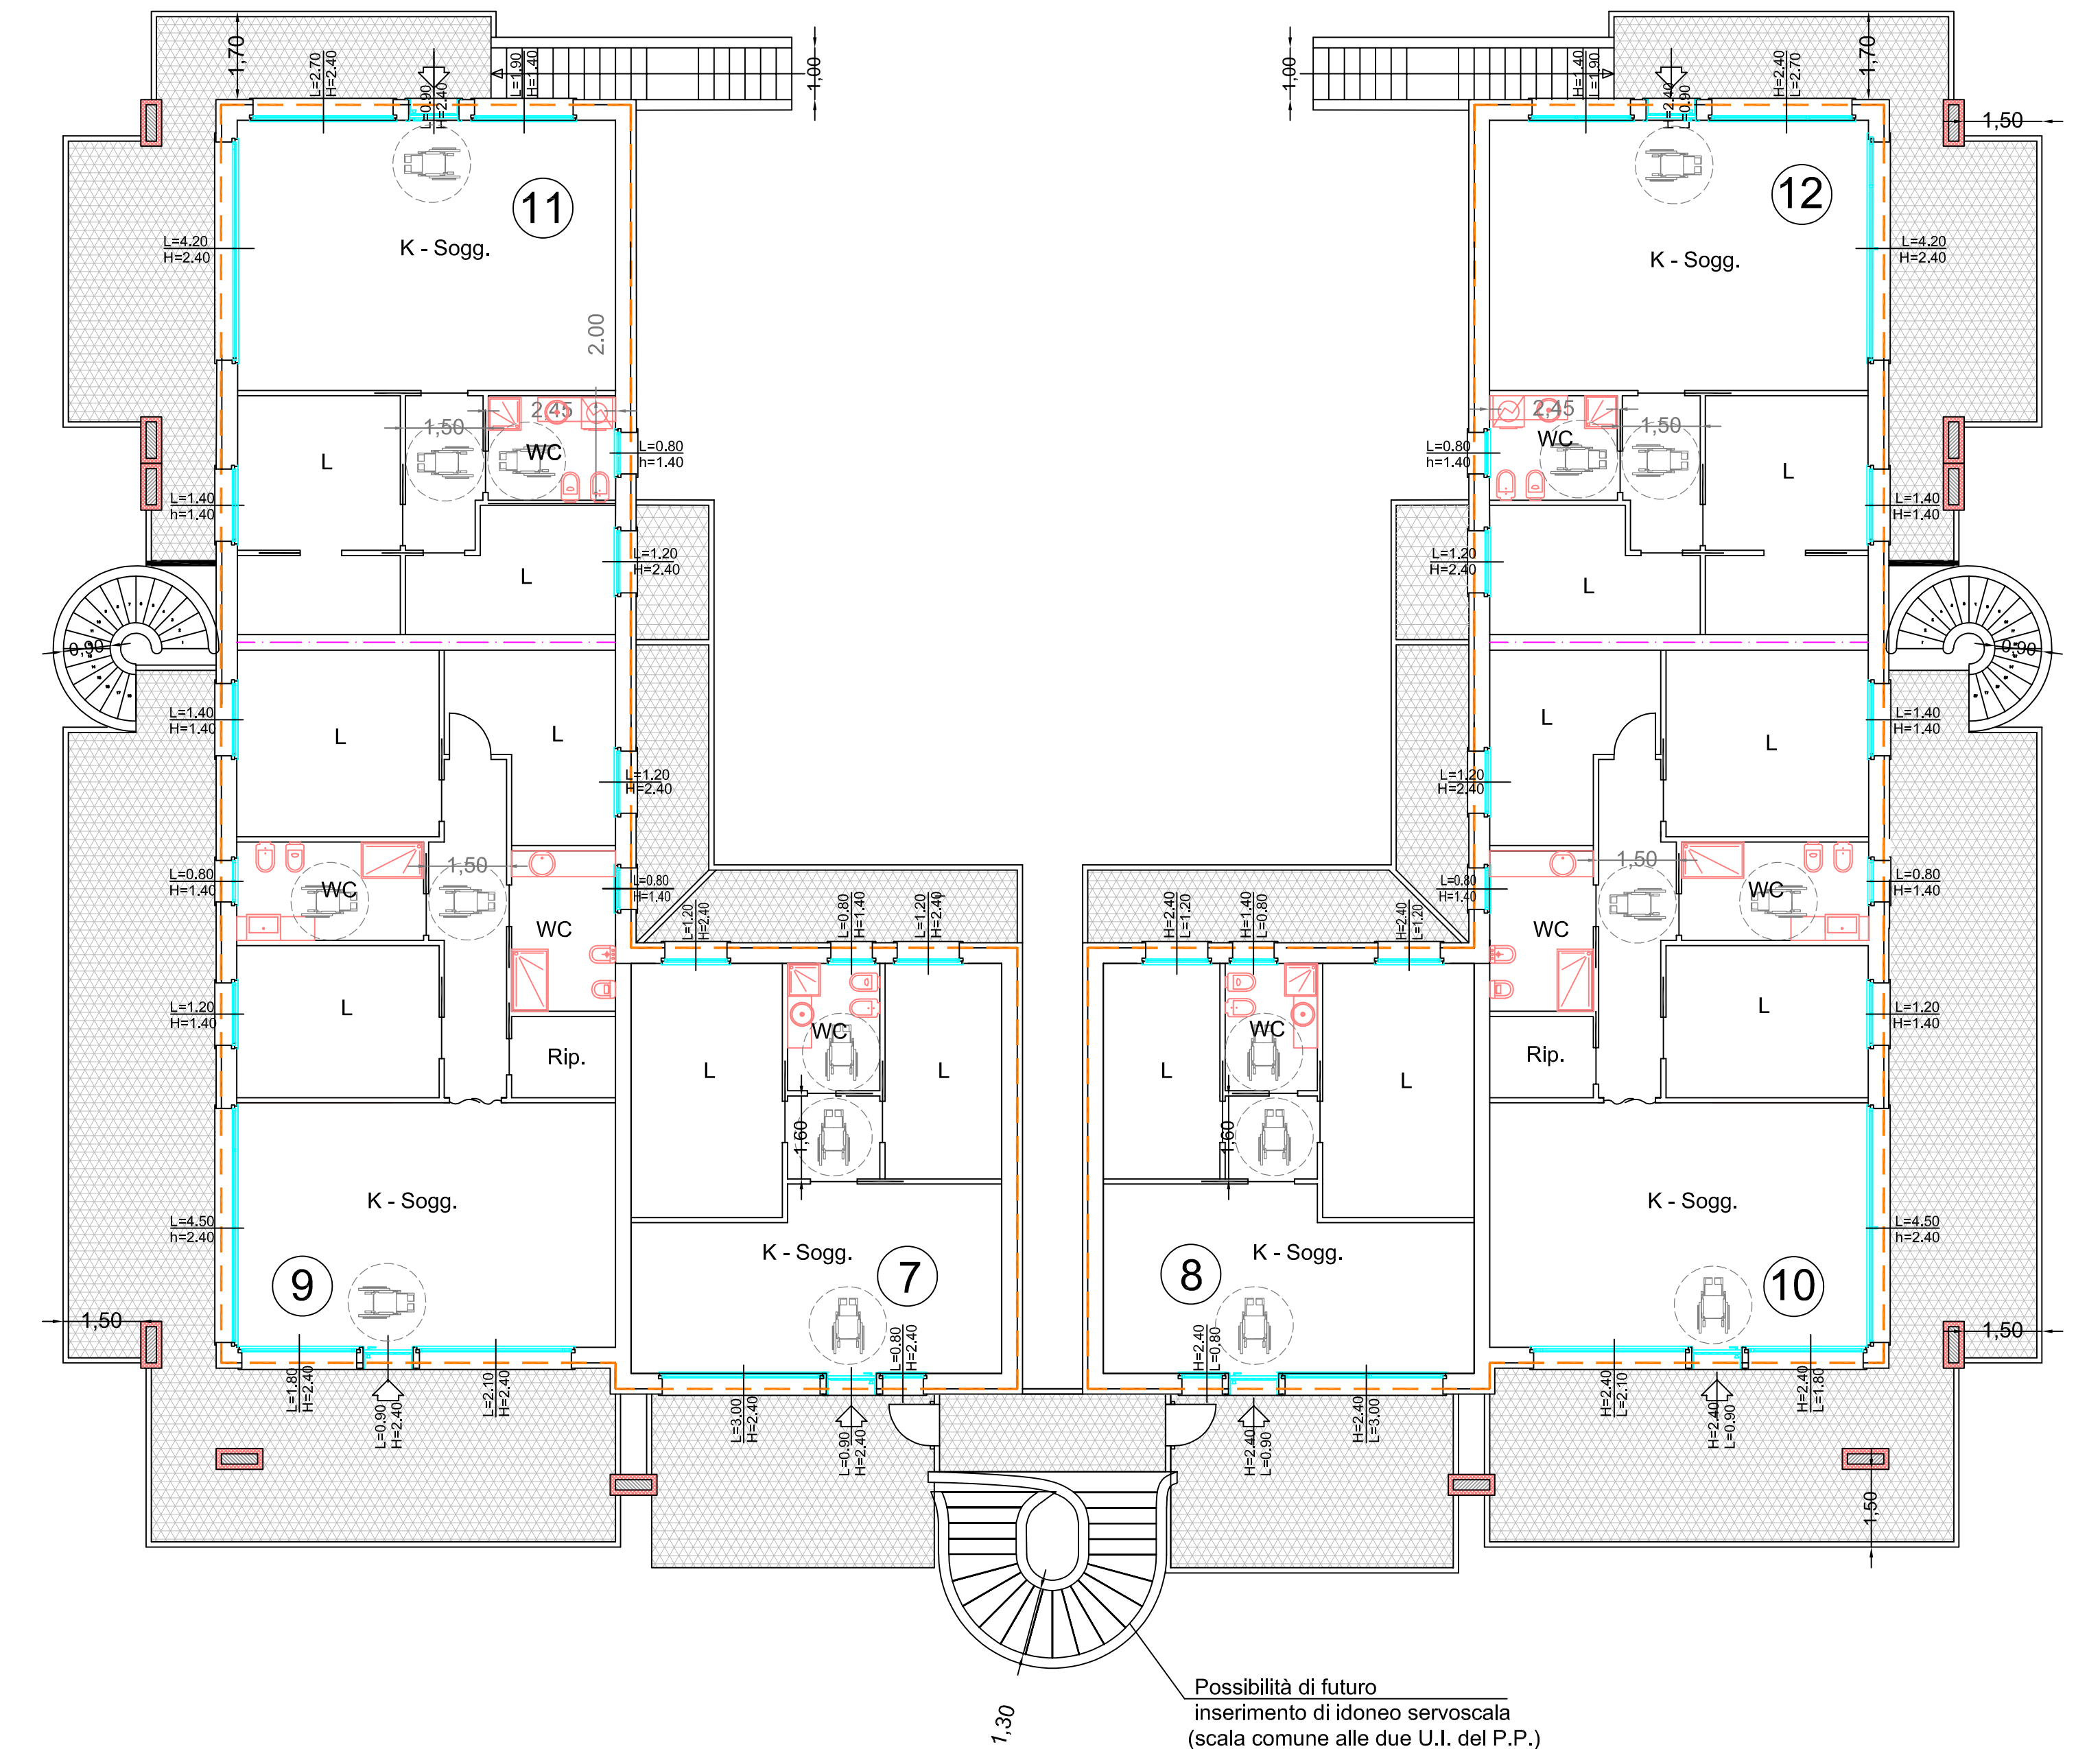 1,70
L=2.70
H=2.40
L=0.90
H=2.40
L=1.90
H=1.40
1,00
1,00
H=1.40
L=1.90
H=2.40
L=0.90
H=2.40
L=2.70
1,70
1,50
11
12
K - Sogg.
K - Sogg.
L=4.20
H=2.40
L=4.20
H=2.40
2.00
2,45
1,50
WC
L
L=0.80
h=1.40
L=0.80
h=1.40
2,45
1,50
WC
L
L=1.40
h=1.40
L=1.40
H=1.40
L=1.20
H=2.40
L=1.20
H=2.40
L
L
0,90
0,90
L=1.40
H=1.40
L
L
L=1.20
H=2.40
L=1.20
H=2.40
L
L
L=1.40
H=1.40
L=0.80
H=1.40
WC
1,50
WC
L=0.80
H=1.40
L=0.80
H=1.40
1,50
WC
WC
L=0.80
H=1.40
L=1.20
H=2.40
L=0.80
H=1.40
L=1.20
H=2.40
H=2.40
L=1.20
H=1.40
L=0.80
H=2.40
L=1.20
L=1.20
H=1.40
L
Rip.
L
WC
L
1,60
L
WC
L
1,60
Rip.
L
L=1.20
H=1.40
K - Sogg.
K - Sogg.
L=4.50
h=2.40
L=4.50
h=2.40
K - Sogg.
K - Sogg.
9
7
8
10
1,50
1,50
L=1.80
H=2.40
L=0.90
H=2.40
L=2.10
H=2.40
L=3.00
H=2.40
L=0.90
H=2.40
L=0.80
H=2.40
H=2.40
L=0.80
H=2.40
L=0.90
H=2.40
L=3.00
H=2.40
L=2.10
H=2.40
L=0.90
H=2.40
L=1.80
1,50
1,30
Possibilità di futuro
inserimento di idoneo servoscala
(scala comune alle due U.I. del P.P.)